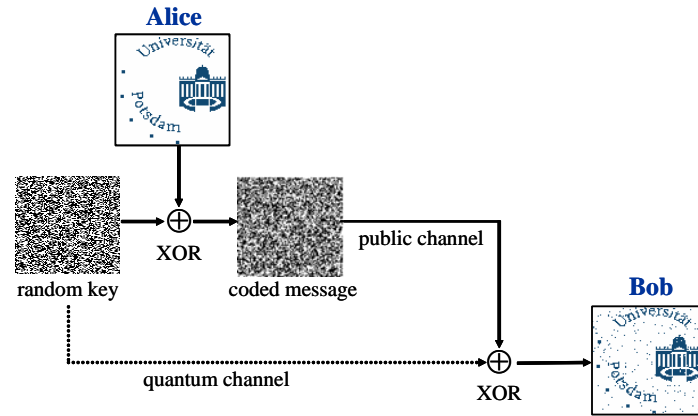 Alice
Universität
Potsdam
XOR
public channel
random key
coded message
Bob
Universität
Potsdam
quantum channel
XOR